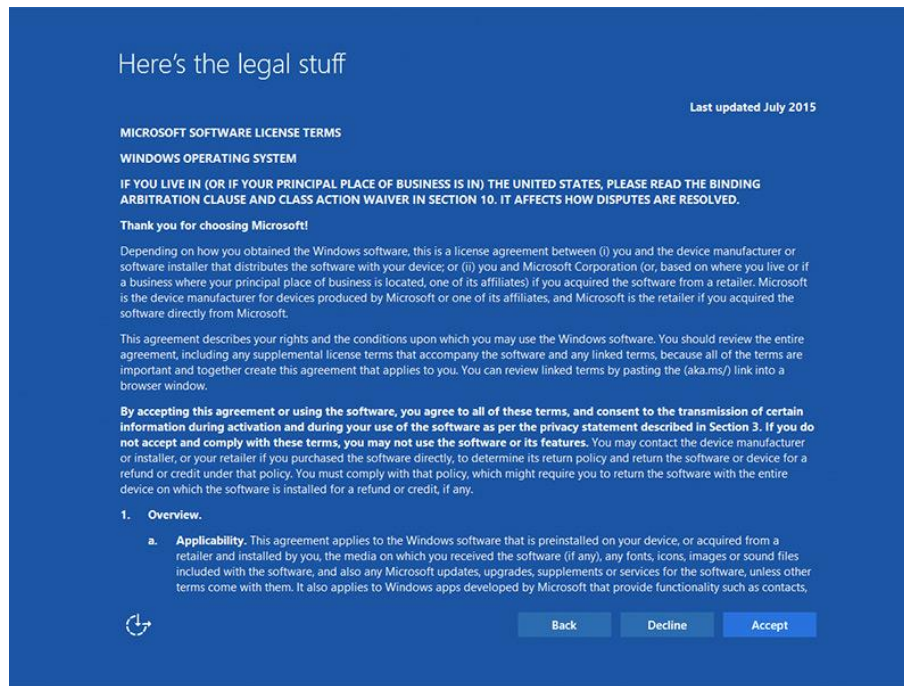 Here's the legal stuff
Last updated July 2015
MICROSOFT SOFTWARE LICENSE TERMS
WINDOWS OPERATING SYSTEM
IF YOU LIVE IN (OR IF YOUR PRINCIPAL PLACE OF BUSINESS IS IN) THE UNITED STATES, PLEASE READ THE BINDING
ARBITRATION CLAUSE AND CLASS ACTION WAIVER IN SECTION 10. IT AFFECTS HOW DISPUTES ARE RESOLVED.
Thank you for choosing Microsoft!
Depending on how you obtained the Windows software, this is a license agreement between (i) you and the device manufacturer or
software installer that distributes the software with your device; or (ii) you and Microsoft Corporation (or, based on where you live or if
a business where your principal place of business is located, one of its affiliates) if you acquired the software from a retailer. Microsoft
is the device manufacturer for devices produced by Microsoft or one of its affiliates, and Microsoft is the retailer if you acquired the
software directly from Microsoft.
This agreement describes your rights and the conditions upon which you may use the Windows software. You should review the entire
agreement, including any supplemental license terms that accompany the software and any linked terms, because all of the terms are
important and together create this agreement that applies to you. You can review linked terms by pasting the (aka.ms/) link into a
browser window.
By accepting this agreement or using the software, you agree to all of these terms, and consent to the transmission of certain
information during activation and during your use of the software as per the privacy statement described in Section 3. If you do
not accept and comply with these terms, you may not use the software or its features. You may contact the device manufacturer
or installer, or your retailer if you purchased the software directly, to determine its return policy and return the software or device for a
refund or credit under that policy. You must comply with that policy, which might require you to return the software with the entire
device on which the software is installed for a refund or credit, if any.
1. Overview.
a. Applicability. This agreement applies to the Windows software that is preinstalled on your device, or acquired from a
retailer and installed by you, the media on which you received the software (if any), any fonts, icons, images or sound files
included with the software, and also any Microsoft updates, upgrades, supplements or services for the software, unless other
terms come with them. It also applies to Windows apps developed by Microsoft that provide functionality such as contacts,
Back Decline Accept